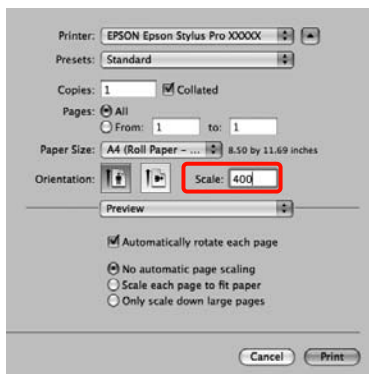 Printer: EPSON Epson Stylus Pro XXXXX
Presets: Standard
Copies: 1 Collated
Pages: All
From: 1 to: 1
Paper Size: A4 (Roll Paper - ... 8.50 by 11.69 inches
Orientation: Scale: 400
Preview
Automatically rotate each page
No automatic page scaling
Scale each page to fit paper
Only scale down large pages
Cancel Print